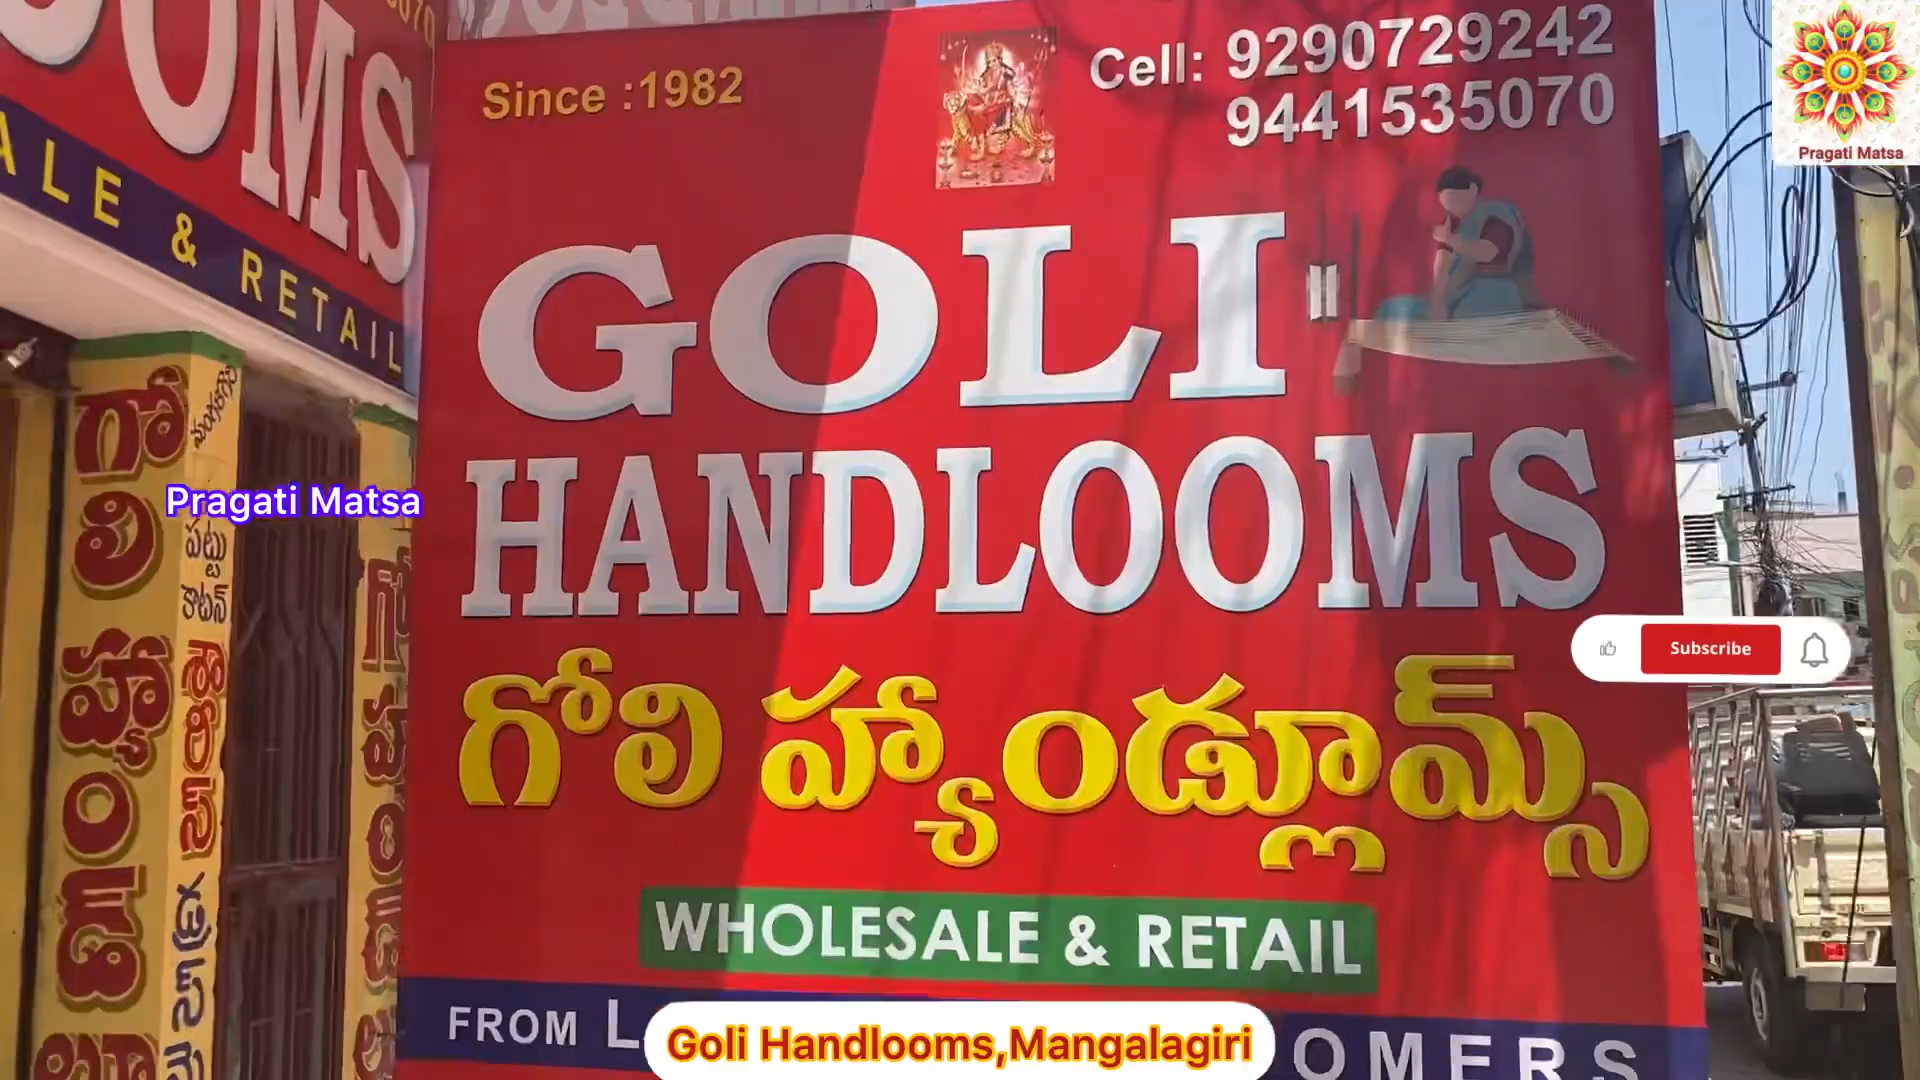 OOMS
ALE & RETAIL
Since :1982
Cell: 9290729242
9441535070
Pragati Matsa
GOLI
HANDLOOMS
గోలి హ్యాండ్లూమ్స్
WHOLESALE & RETAIL
FROM L
OMERS
గోలి హ్యాండ
పట్టు
కాటన్
Pragati Matsa
Subscribe
Goli Handlooms,Mangalagiri